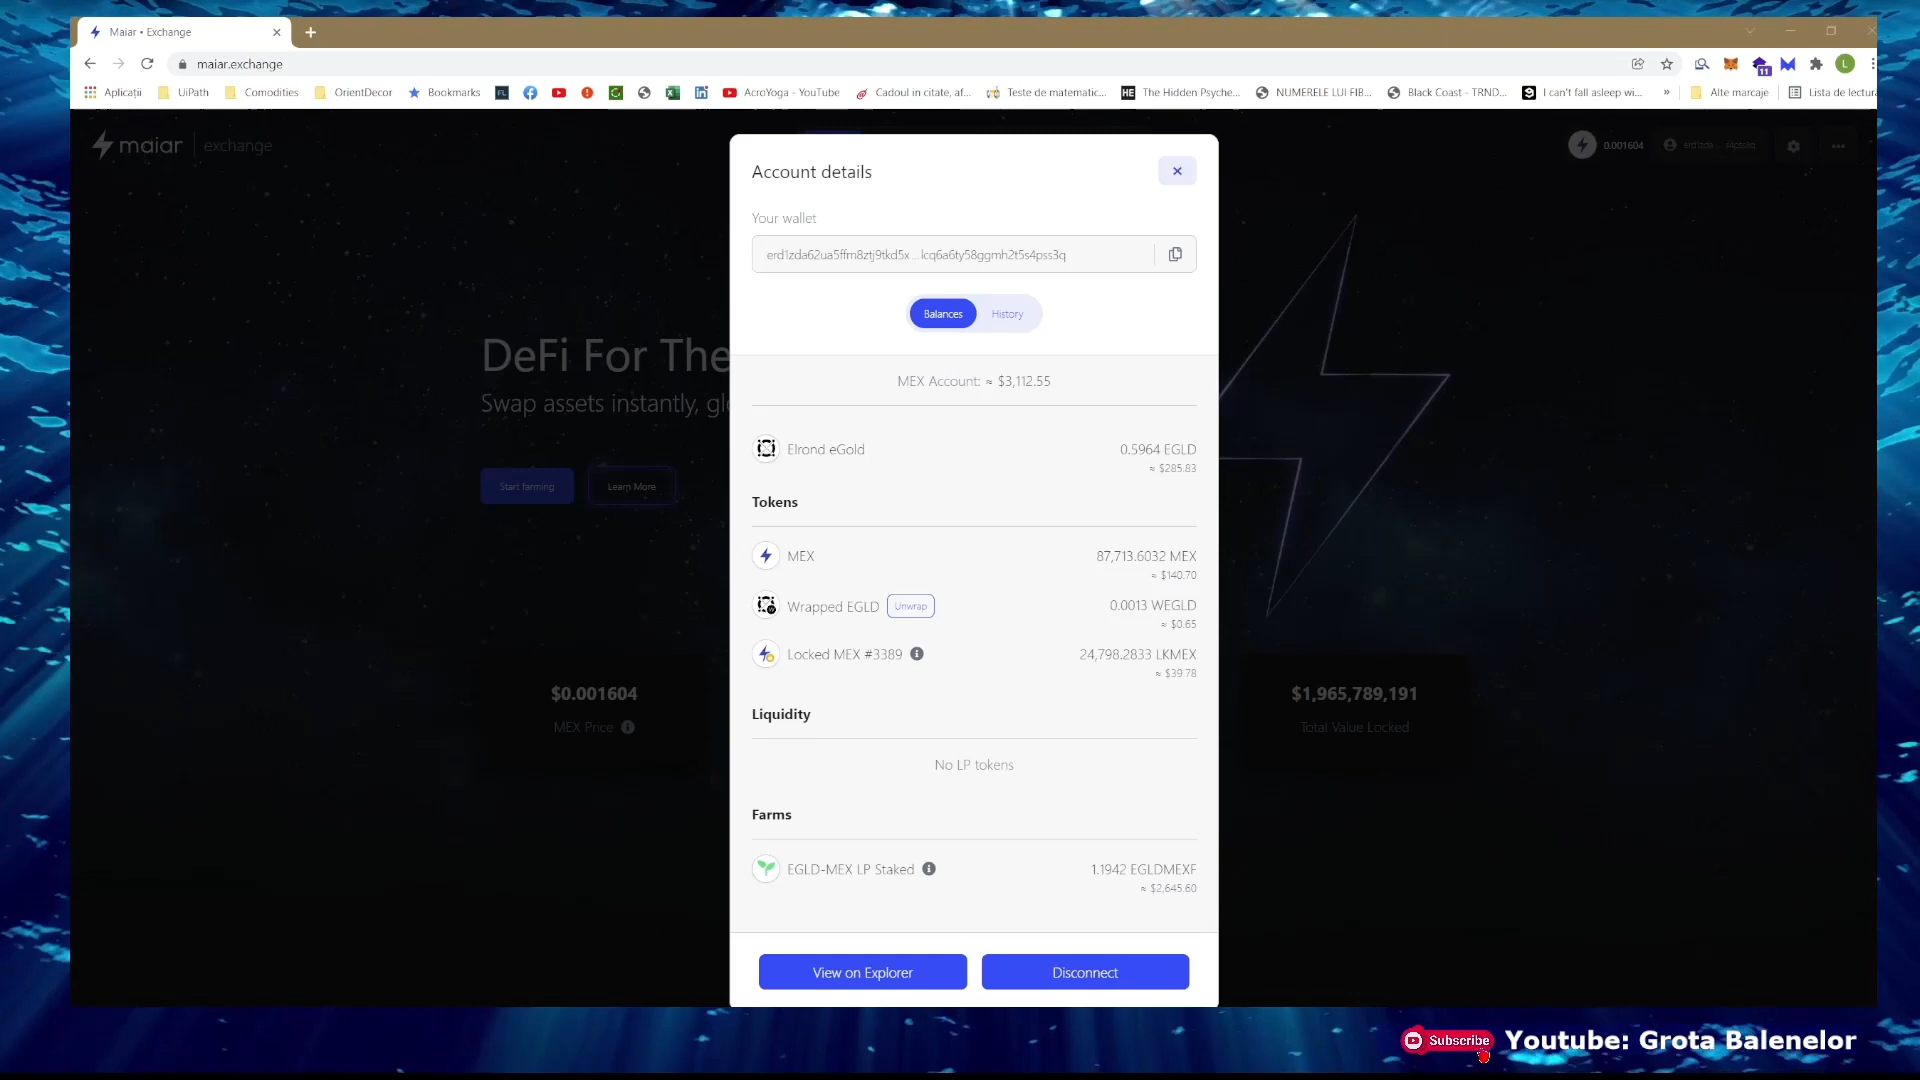 Maiar • Exchange
maiar.exchange
Aplicații UiPath Comodities OrientDecor Bookmarks AcroYoga - YouTube Cadoul in citate, af... Teste de matematic... The Hidden Psyche... NUMERELE LUI FIB... Black Coast - TRND... I can't fall asleep wi... » Alte marcaje Lista de lectura
maiar exchange
0.001604
Account details
Your wallet
erd1zda62ua5ffm8ztj9tkd5x ... lcq6a6ty58ggmh2t5s4pss3q
Balances History
MEX Account: ≈ $3,112.55
DeFi For The
Swap assets instantly, glo
Start farming Learn More
Elrond eGold 0.5964 EGLD
≈ $285.83
Tokens
MEX 87,713.6032 MEX
≈ $140.70
Wrapped EGLD Unwrap 0.0013 WEGLD
≈ $0.65
Locked MEX #3389 24,798.2833 LKMEX
≈ $39.78
$0.001604
MEX Price
$1,965,789,191
Total Value Locked
Liquidity
No LP tokens
Farms
EGLD-MEX LP Staked 1.1942 EGLDMEXF
≈ $2,645.60
View on Explorer Disconnect
Subscribe Youtube: Grota Balenelor